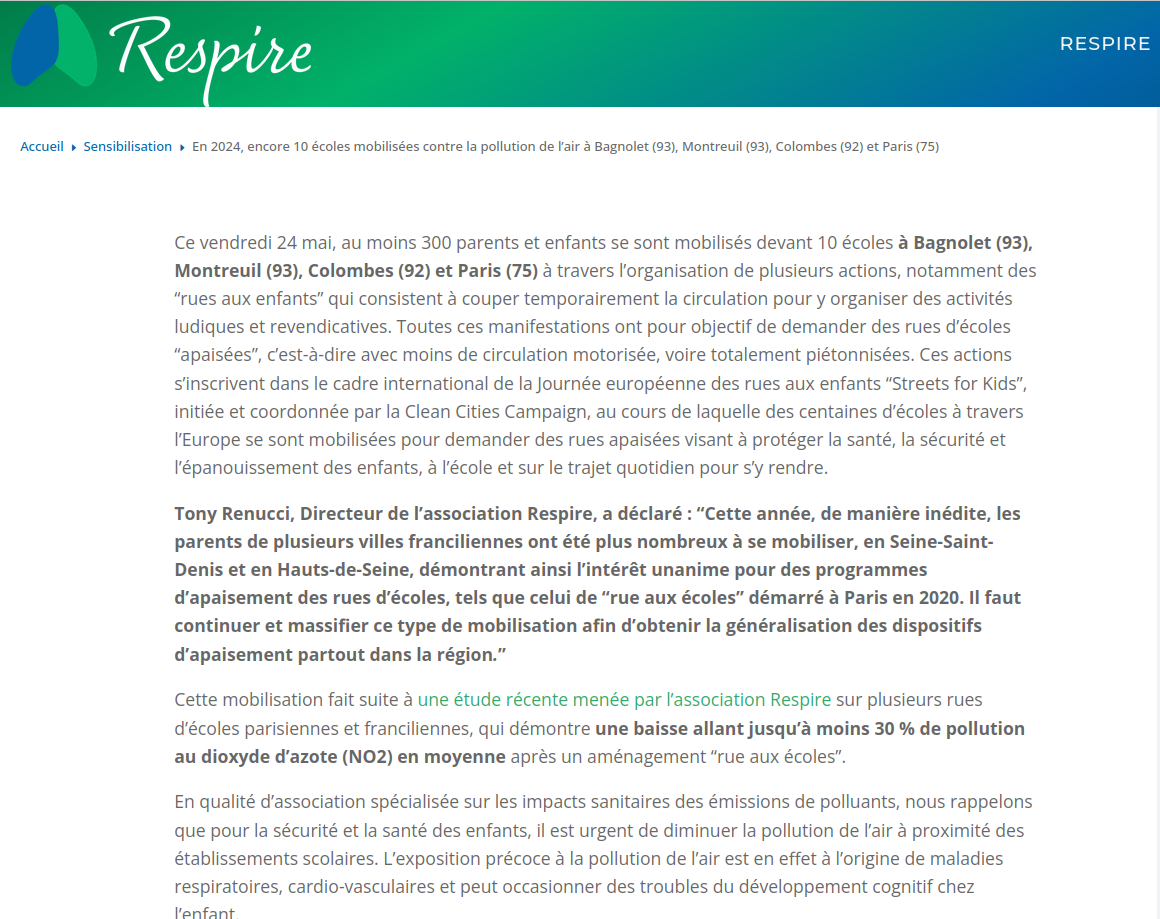 Respire
RESPIRE
Accueil Sensibilisation En 2024, encore 10 écoles mobilisées contre la pollution de l’air à Bagnolet (93), Montreuil (93), Colombes (92) et Paris (75)
Ce vendredi 24 mai, au moins 300 parents et enfants se sont mobilisés devant 10 écoles à Bagnolet (93),
Montreuil (93), Colombes (92) et Paris (75) à travers l’organisation de plusieurs actions, notamment des
“rues aux enfants” qui consistent à couper temporairement la circulation pour y organiser des activités
ludiques et revendicatives. Toutes ces manifestations ont pour objectif de demander des rues d’écoles
“apaisées”, c’est-à-dire avec moins de circulation motorisée, voire totalement piétonnisées. Ces actions
s’inscrivent dans le cadre international de la Journée européenne des rues aux enfants “Streets for Kids”,
initiée et coordonnée par la Clean Cities Campaign, au cours de laquelle des centaines d’écoles à travers
l’Europe se sont mobilisées pour demander des rues apaisées visant à protéger la santé, la sécurité et
l’épanouissement des enfants, à l’école et sur le trajet quotidien pour s’y rendre.
Tony Renucci, Directeur de l’association Respire, a déclaré : “Cette année, de manière inédite, les
parents de plusieurs villes franciliennes ont été plus nombreux à se mobiliser, en Seine-Saint-
Denis et en Hauts-de-Seine, démontrant ainsi l’intérêt unanime pour des programmes
d’apaisement des rues d’écoles, tels que celui de “rue aux écoles” démarré à Paris en 2020. Il faut
continuer et massifier ce type de mobilisation afin d’obtenir la généralisation des dispositifs
d’apaisement partout dans la région.”
Cette mobilisation fait suite à une étude récente menée par l’association Respire sur plusieurs rues
d’écoles parisiennes et franciliennes, qui démontre une baisse allant jusqu’à moins 30 % de pollution
au dioxyde d’azote (NO2) en moyenne après un aménagement “rue aux écoles”.
En qualité d’association spécialisée sur les impacts sanitaires des émissions de polluants, nous rappelons
que pour la sécurité et la santé des enfants, il est urgent de diminuer la pollution de l’air à proximité des
établissements scolaires. L’exposition précoce à la pollution de l’air est en effet à l’origine de maladies
respiratoires, cardio-vasculaires et peut occasionner des troubles du développement cognitif chez
l’enfant.